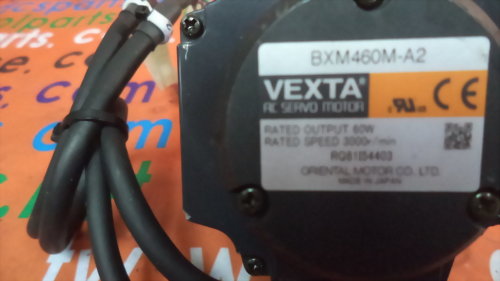 BXM460M-A2
VEXTA
AC SERVO MOTOR
RATED OUTPUT 60W
RATED SPEED 3000r/min
ORIENTAL MOTOR CO., LTD.
MADE IN JAPAN
CE